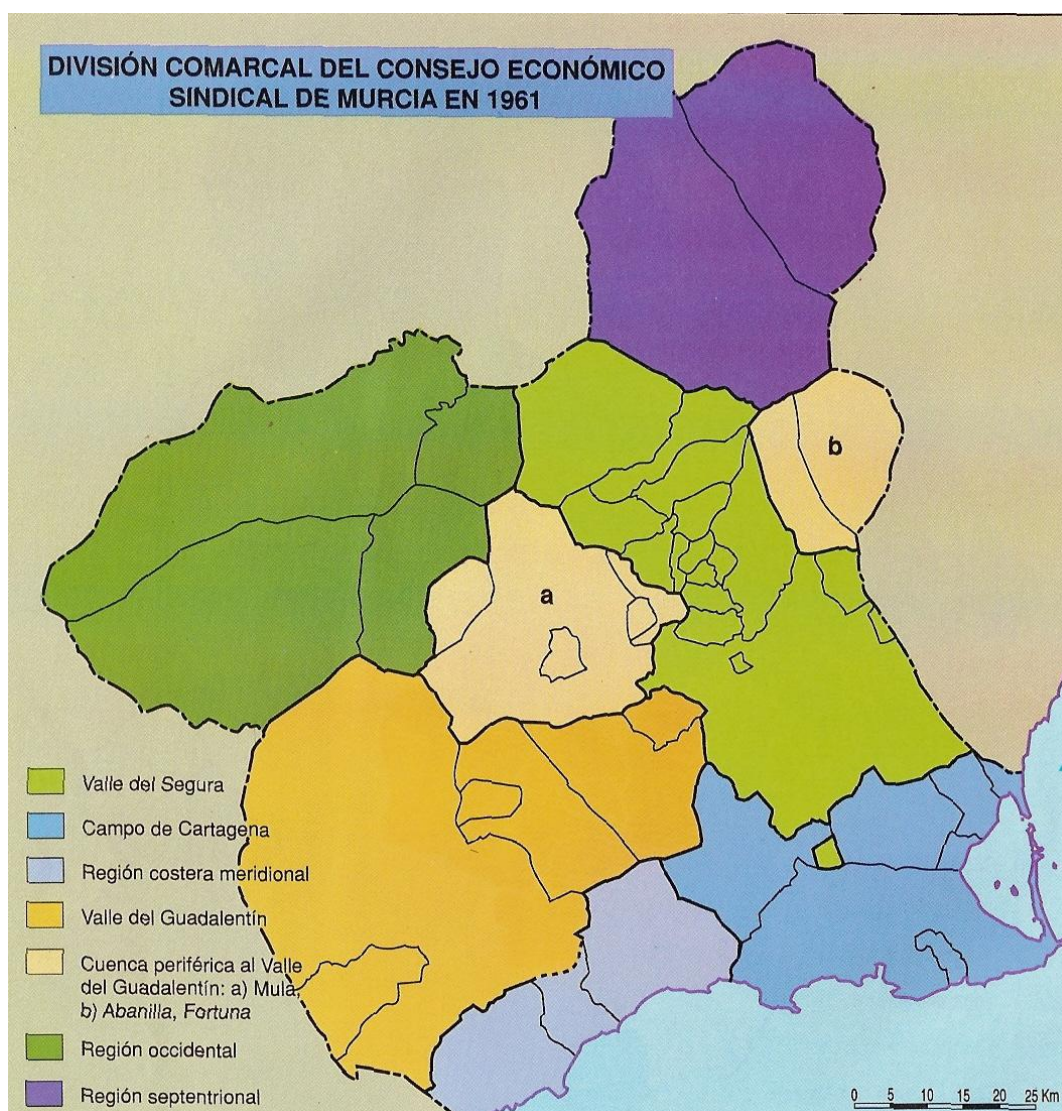 DIVISIÓN COMARCAL DEL CONSEJO ECONÓMICO
SINDICAL DE MURCIA EN 1961
b
a
Valle del Segura
Campo de Cartagena
Región costera meridional
Valle del Guadalentín
Cuenca periférica al Valle
del Guadalentín: a) Mula,
b) Abanilla, Fortuna
Región occidental
Región septentrional
0 5 10 15 20 25 Km